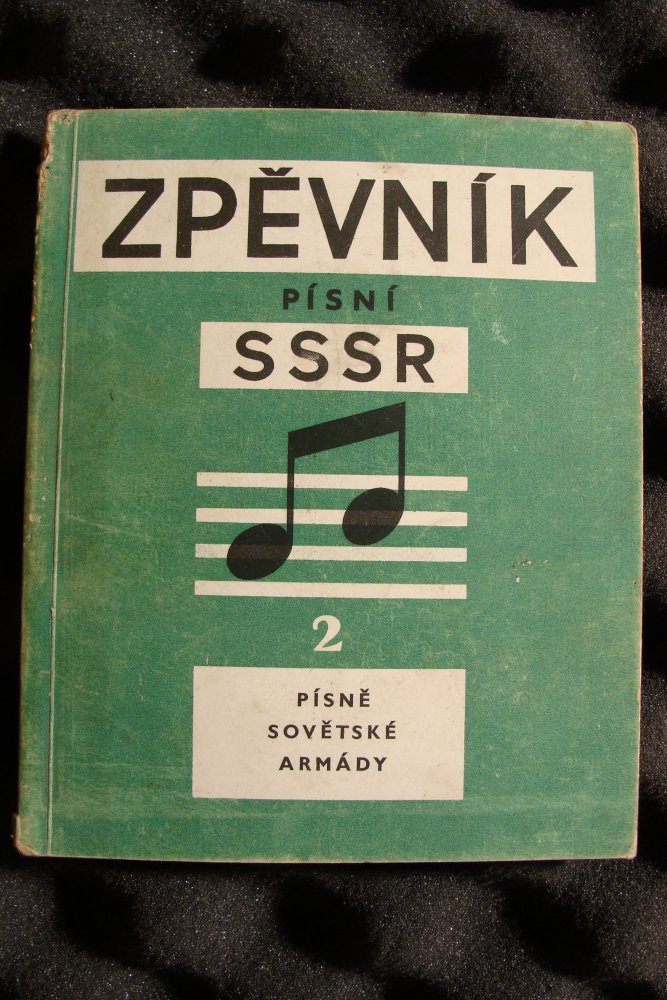 ZPĚVNÍK
PÍSNÍ
SSSR
2
PÍSNĚ
SOVĚTSKÉ
ARMÁDY